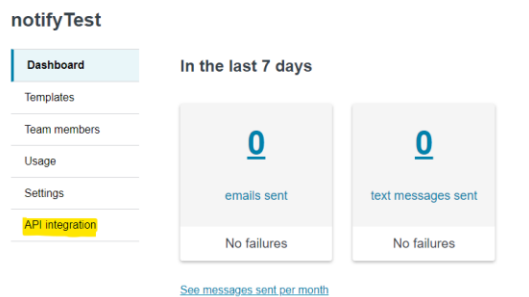 notifyTest
Dashboard
Templates
Team members
Usage
Settings
API integration
In the last 7 days
0
emails sent
No failures
0
text messages sent
No failures
See messages sent per month